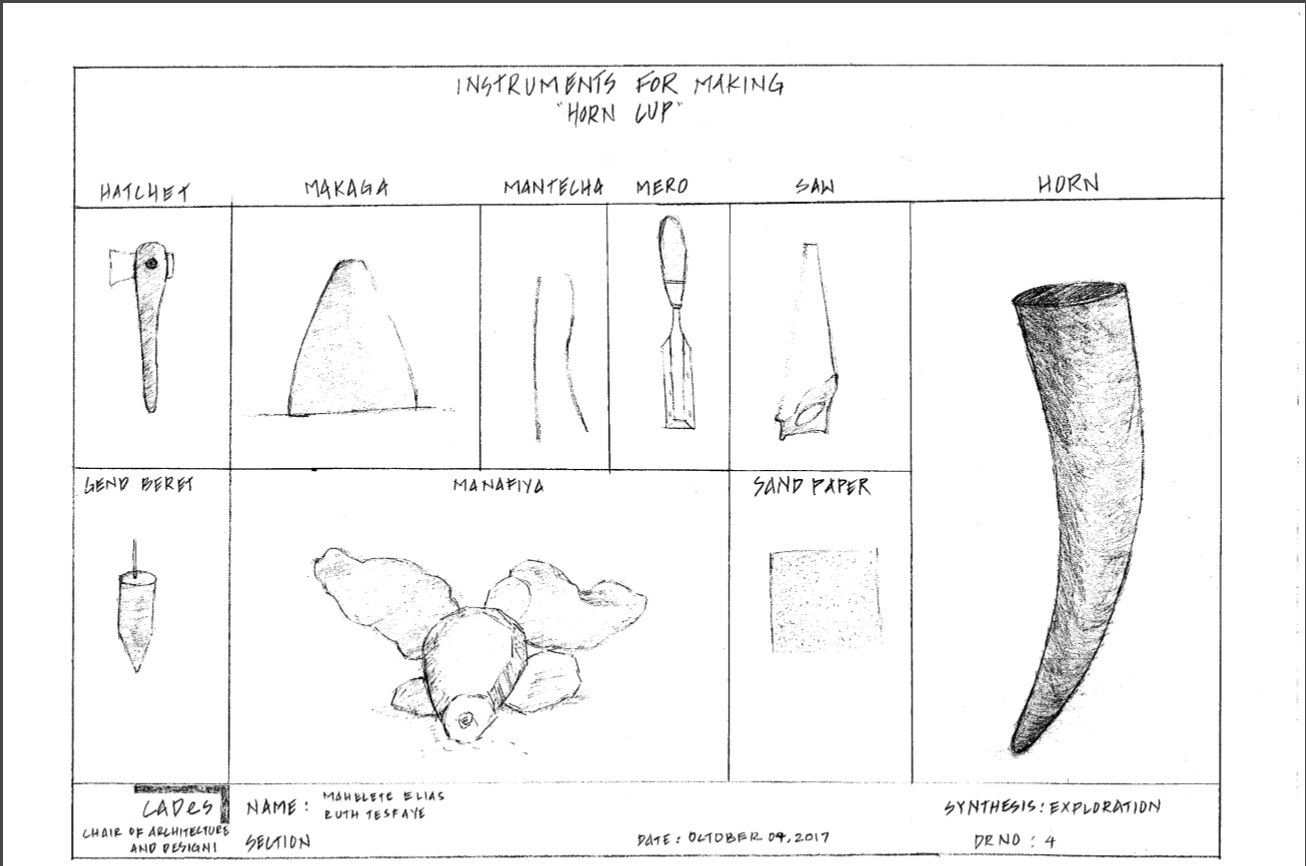 INSTRUMENTS FOR MAKING
"HORN CUP"
HATCHET MAKAGA MANTECHA MERO SAW HORN
GEND BERET MANAFIYA SAND PAPER
CADes
CHAIR OF ARCHITECTURE
AND DESIGN I
NAME : MAHELETE ELIAS
RUTH TESFAYE
SECTION
DATE : OCTOBER 04, 2017
SYNTHESIS : EXPLORATION
DR NO : 4